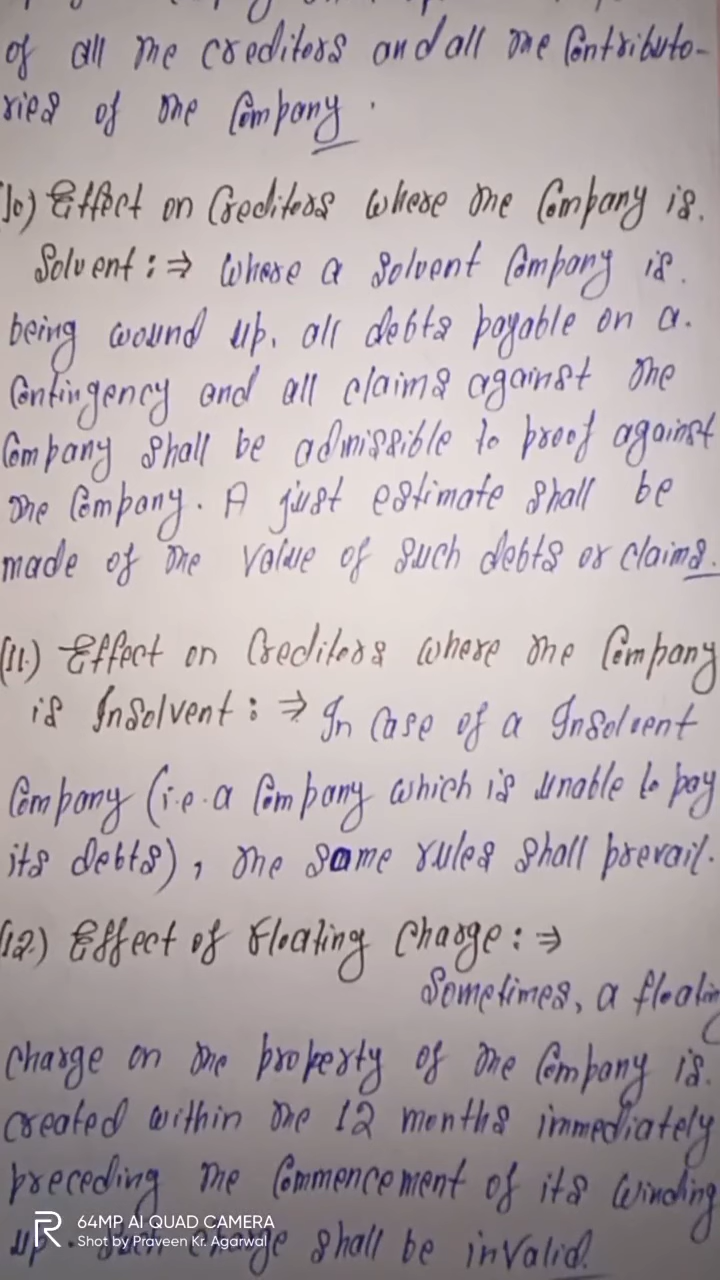 of all the creditors and all the Contributo-
ries of the Company.
10) Effect on Creditors where the Company is.
Solvent :⇒ Where a Solvent Company is.
being wound up, all debts payable on a.
Contingency and all claims against the
Company shall be admissible to proof against
the Company. A just estimate shall be
made of the value of such debts or claims.
(11.) Effect on Creditors where the Company
is Insolvent :⇒ In Case of a Insolvent
Company (i.e. a Company which is unable to pay
its debts), the same rules shall prevail.
(12.) Effect of Floating Charge :⇒
Sometimes, a floating
charge on the property of the Company is.
created within the 12 months immediately
preceding the Commencement of its winding
up. Such charge shall be invalid.
64MP AI QUAD CAMERA
Shot by Praveen Kr. Agarwal